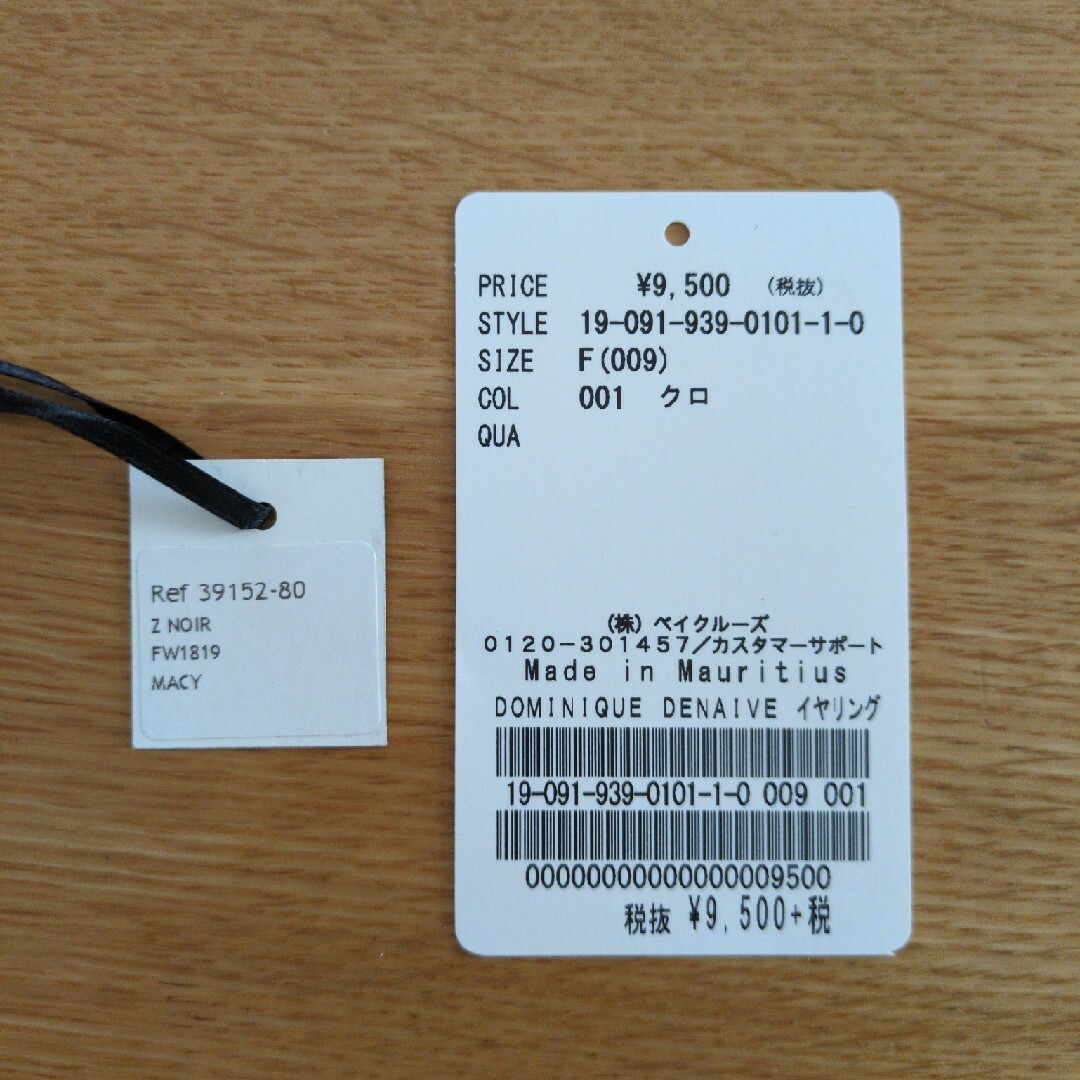 Ref 39152-80
Z NOIR
FW1819
MACY
PRICE ¥9,500 (税抜)
STYLE 19-091-939-0101-1-0
SIZE F(009)
COL 001 クロ
QUA
(株) ベイクルーズ
0120-301457/カスタマーサポート
Made in Mauritius
DOMINIQUE DENAIVE イヤリング
19-091-939-0101-1-0 009 001
00000000000000009500
税抜 ¥9,500+税